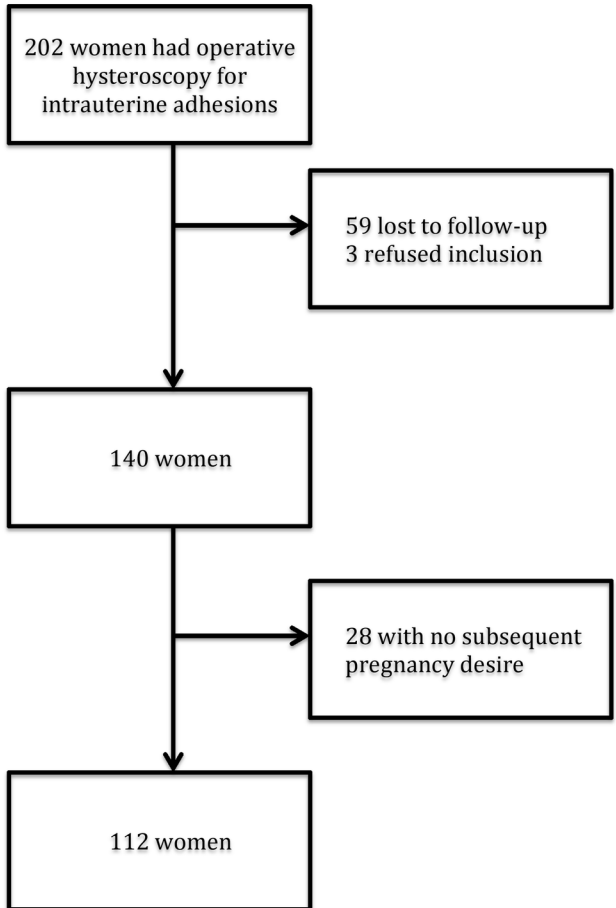 202 women had operative
hysteroscopy for
intrauterine adhesions
59 lost to follow-up
3 refused inclusion
140 women
28 with no subsequent
pregnancy desire
112 women